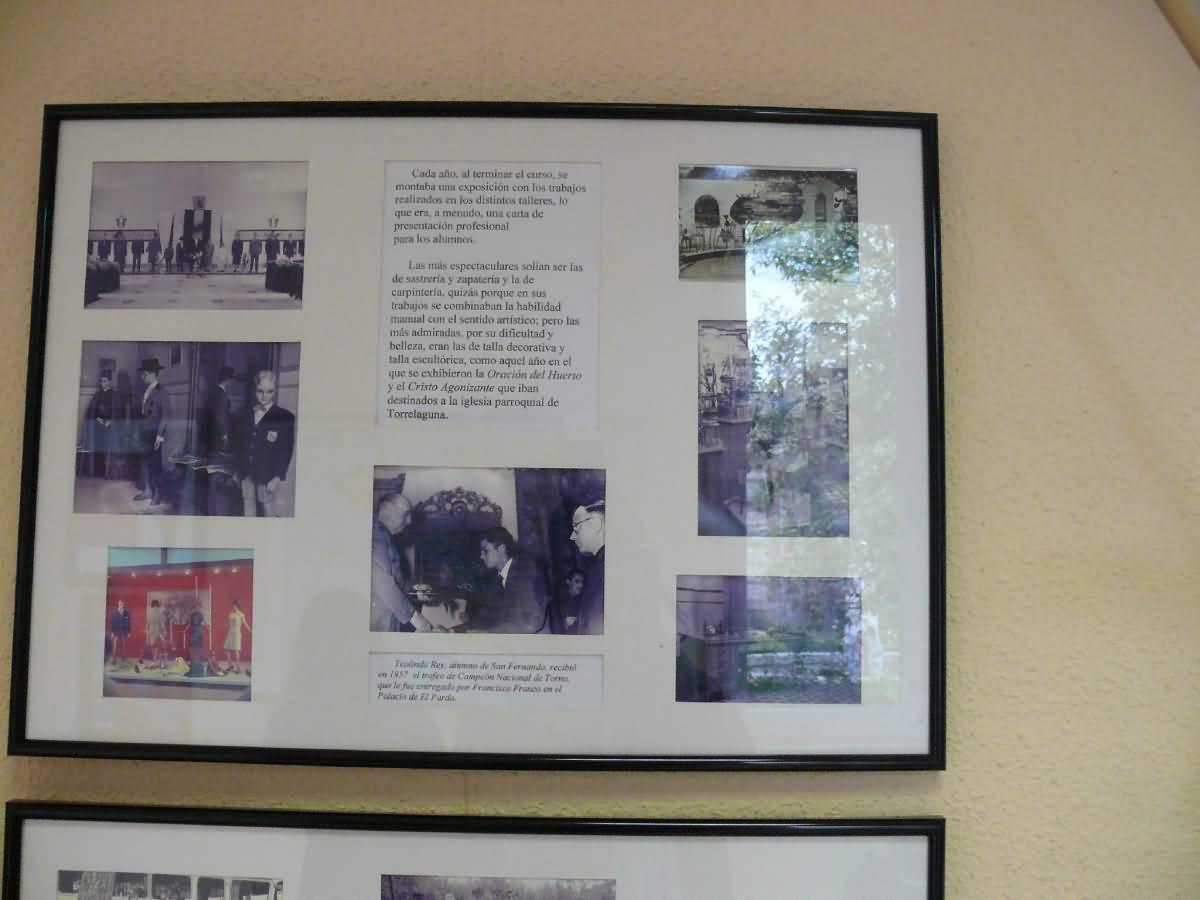 Cada año, al terminar el curso, se
montaba una exposición con los trabajos
realizados en los distintos talleres, lo
que era, a menudo, una carta de
presentación profesional
para los alumnos.
Las más espectaculares solían ser las
de sastrería y zapatería y la de
carpintería, quizás porque en sus
trabajos se combinaban la habilidad
manual con el sentido artístico; pero las
más admiradas, por su dificultad y
belleza, eran las de talla decorativa y
talla escultórica, como aquel año en el
que se exhibieron la Oración del Huerto
y el Cristo Agonizante que iban
destinados a la iglesia parroquial de
Torrelaguna.
Rey, alumno de San Fernando, recibió
en 1957 el trofeo de Campeón Nacional de Torno,
que le fue entregado por Francisco Franco en el
Palacio de El Pardo.